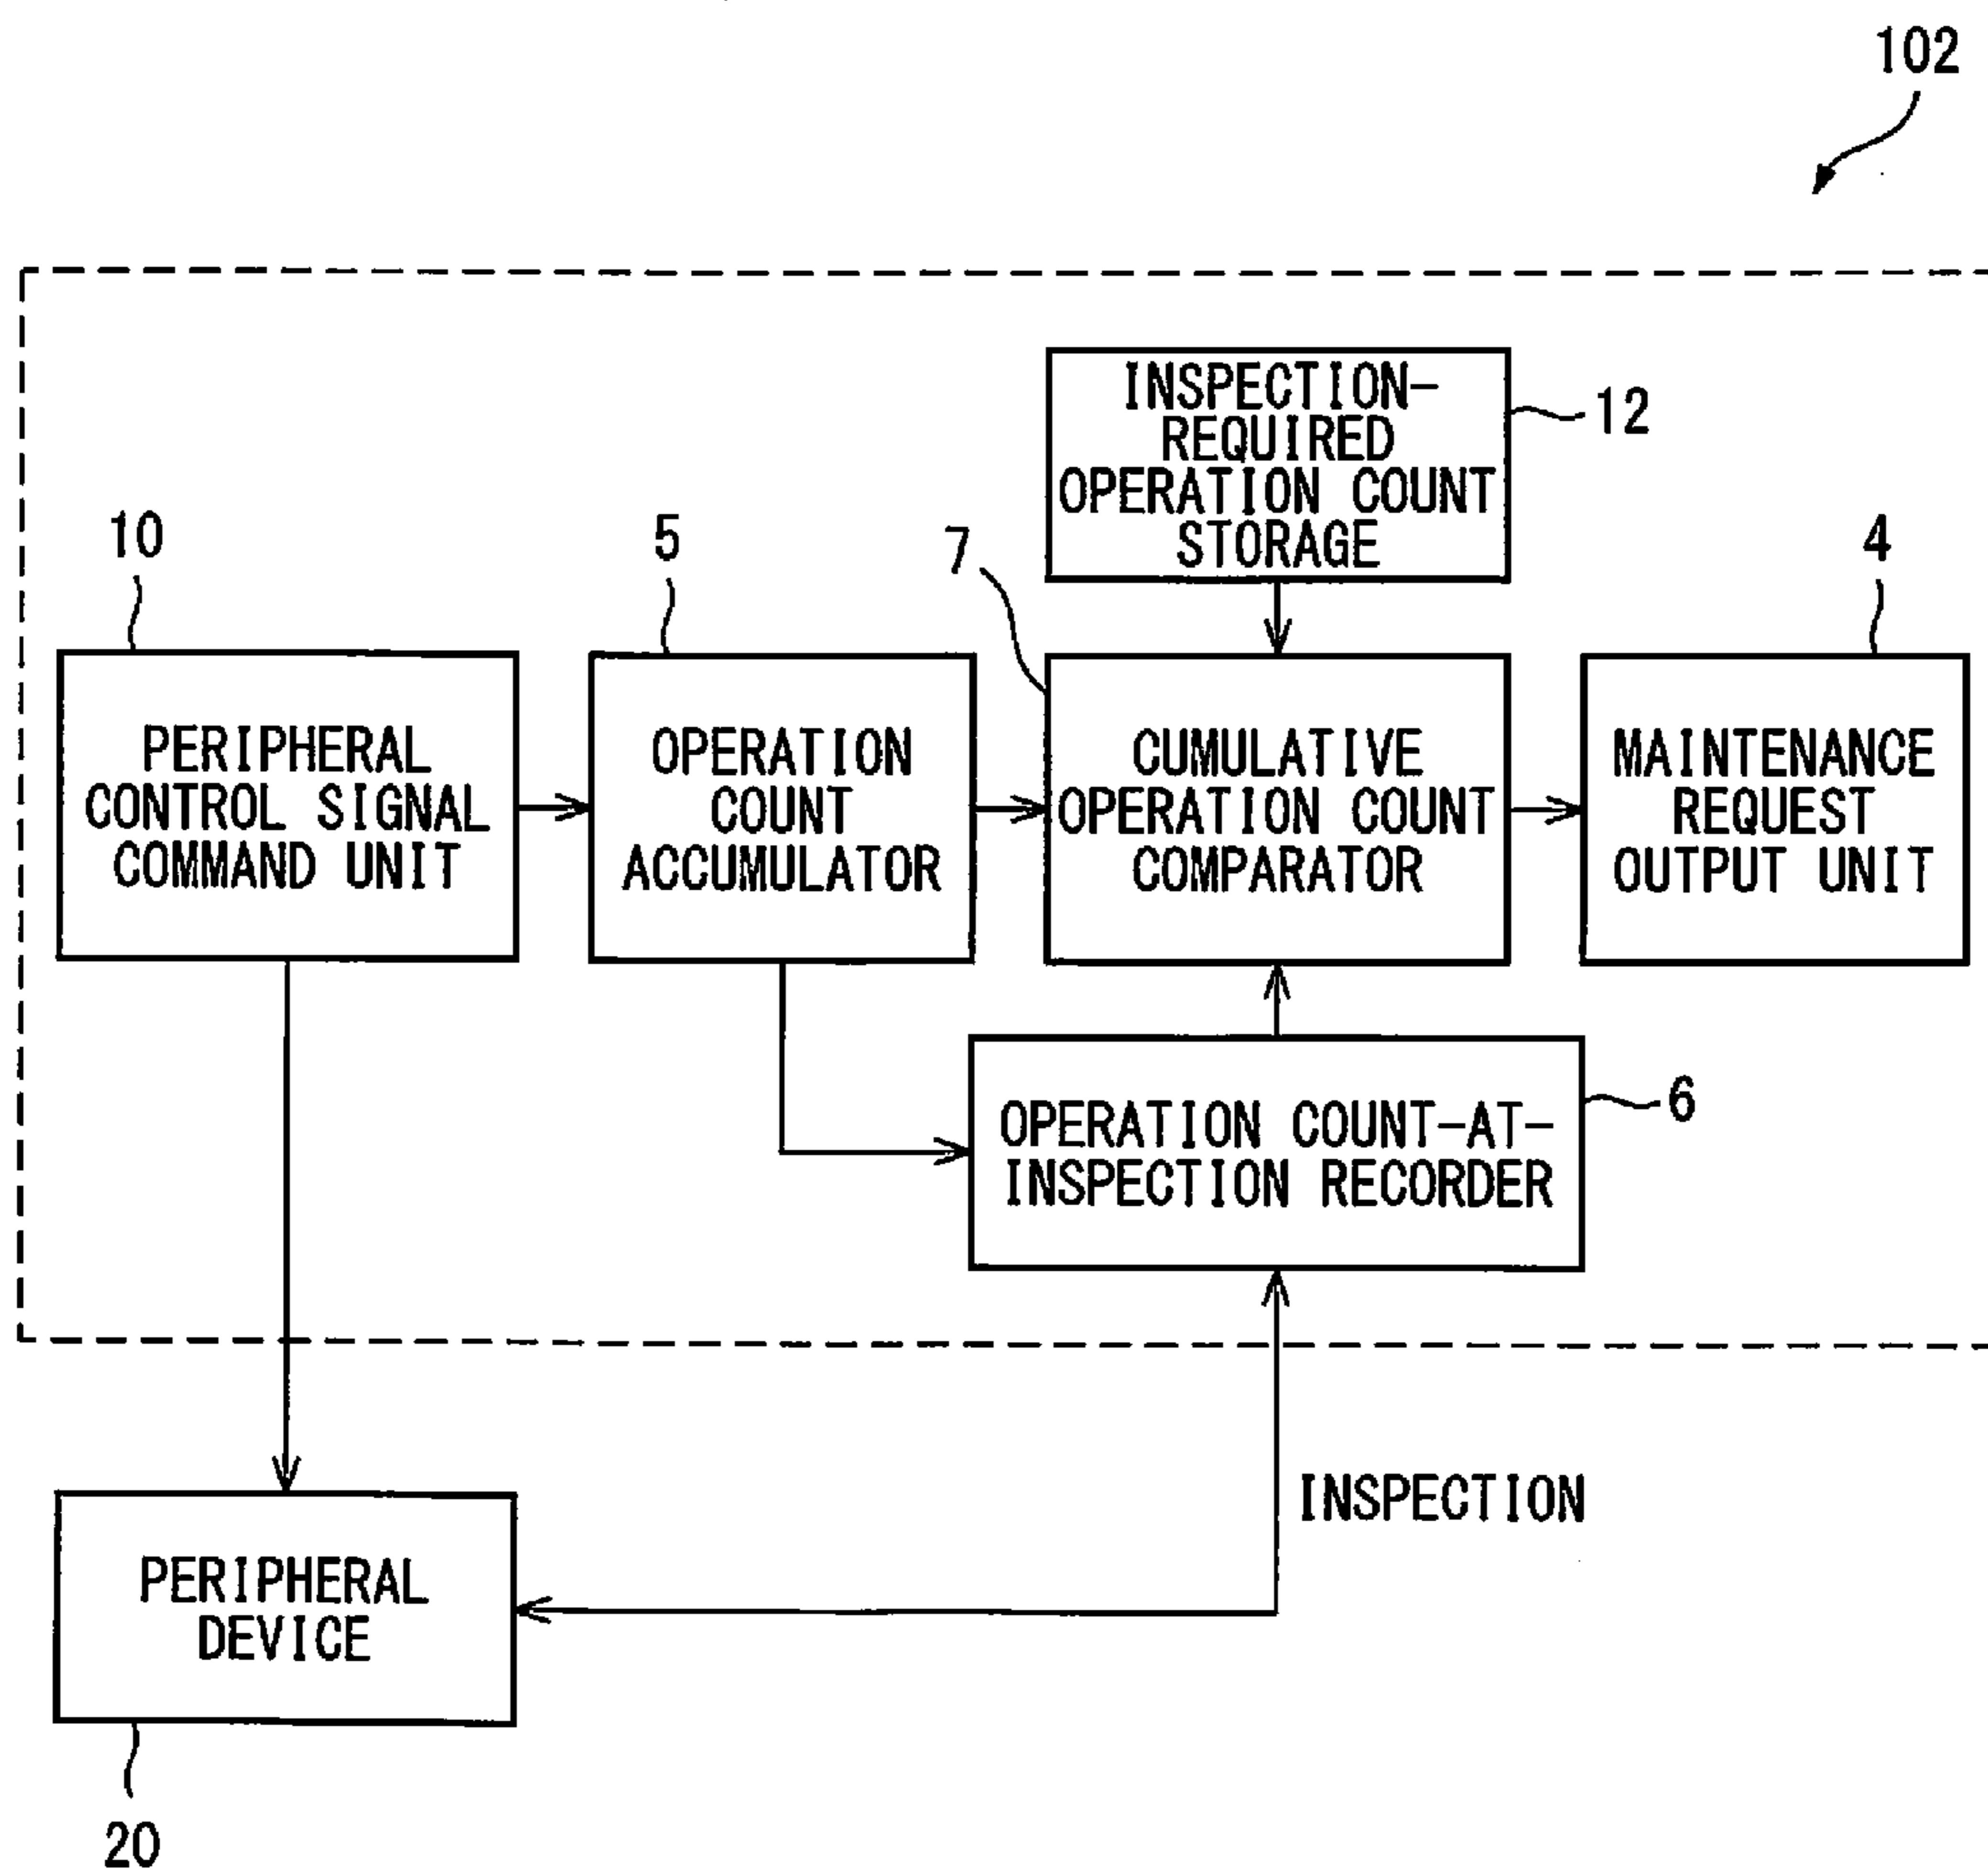 102
INSPECTION-
REQUIRED
OPERATION COUNT
STORAGE
12
10
5
7
4
PERIPHERAL
CONTROL SIGNAL
COMMAND UNIT
OPERATION
COUNT
ACCUMULATOR
CUMULATIVE
OPERATION COUNT
COMPARATOR
MAINTENANCE
REQUEST
OUTPUT UNIT
OPERATION COUNT-AT-
INSPECTION RECORDER
6
INSPECTION
PERIPHERAL
DEVICE
20